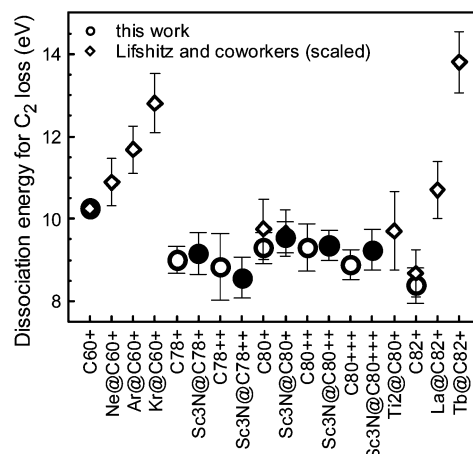 this work
Lifshitz and coworkers (scaled)
Dissociation energy for C2 loss (eV)
14
12
10
8
C60+
Ne@C60+
Ar@C60+
Kr@C60+
C78+
Sc3N@C78+
C78++
Sc3N@C78++
C80+
Sc3N@C80+
C80++
Sc3N@C80++
C80+++
Sc3N@C80+++
Ti2@C80+
C82+
La@C82+
Tb@C82+